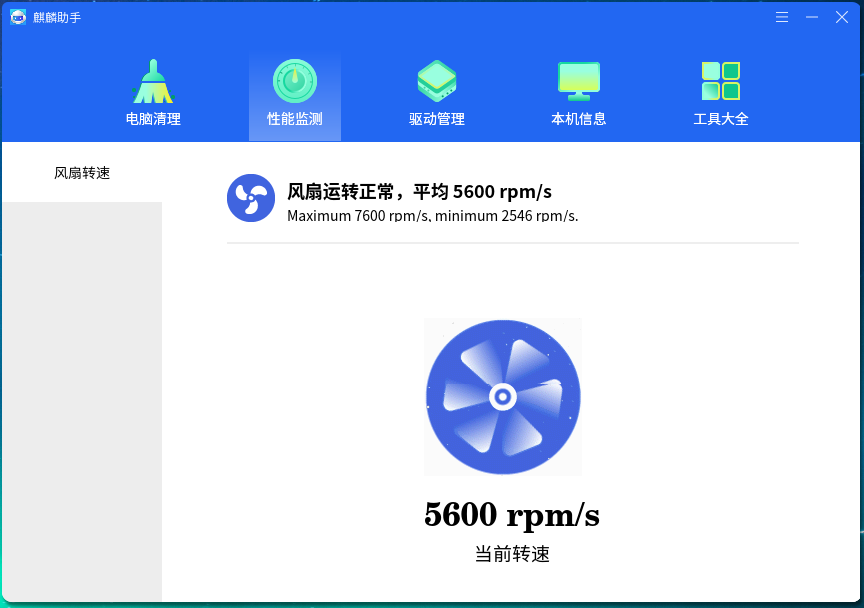 麒麟助手
电脑清理
性能监测
驱动管理
本机信息
工具大全
风扇转速
风扇运转正常，平均 5600 rpm/s
Maximum 7600 rpm/s, minimum 2546 rpm/s.
5600 rpm/s
当前转速